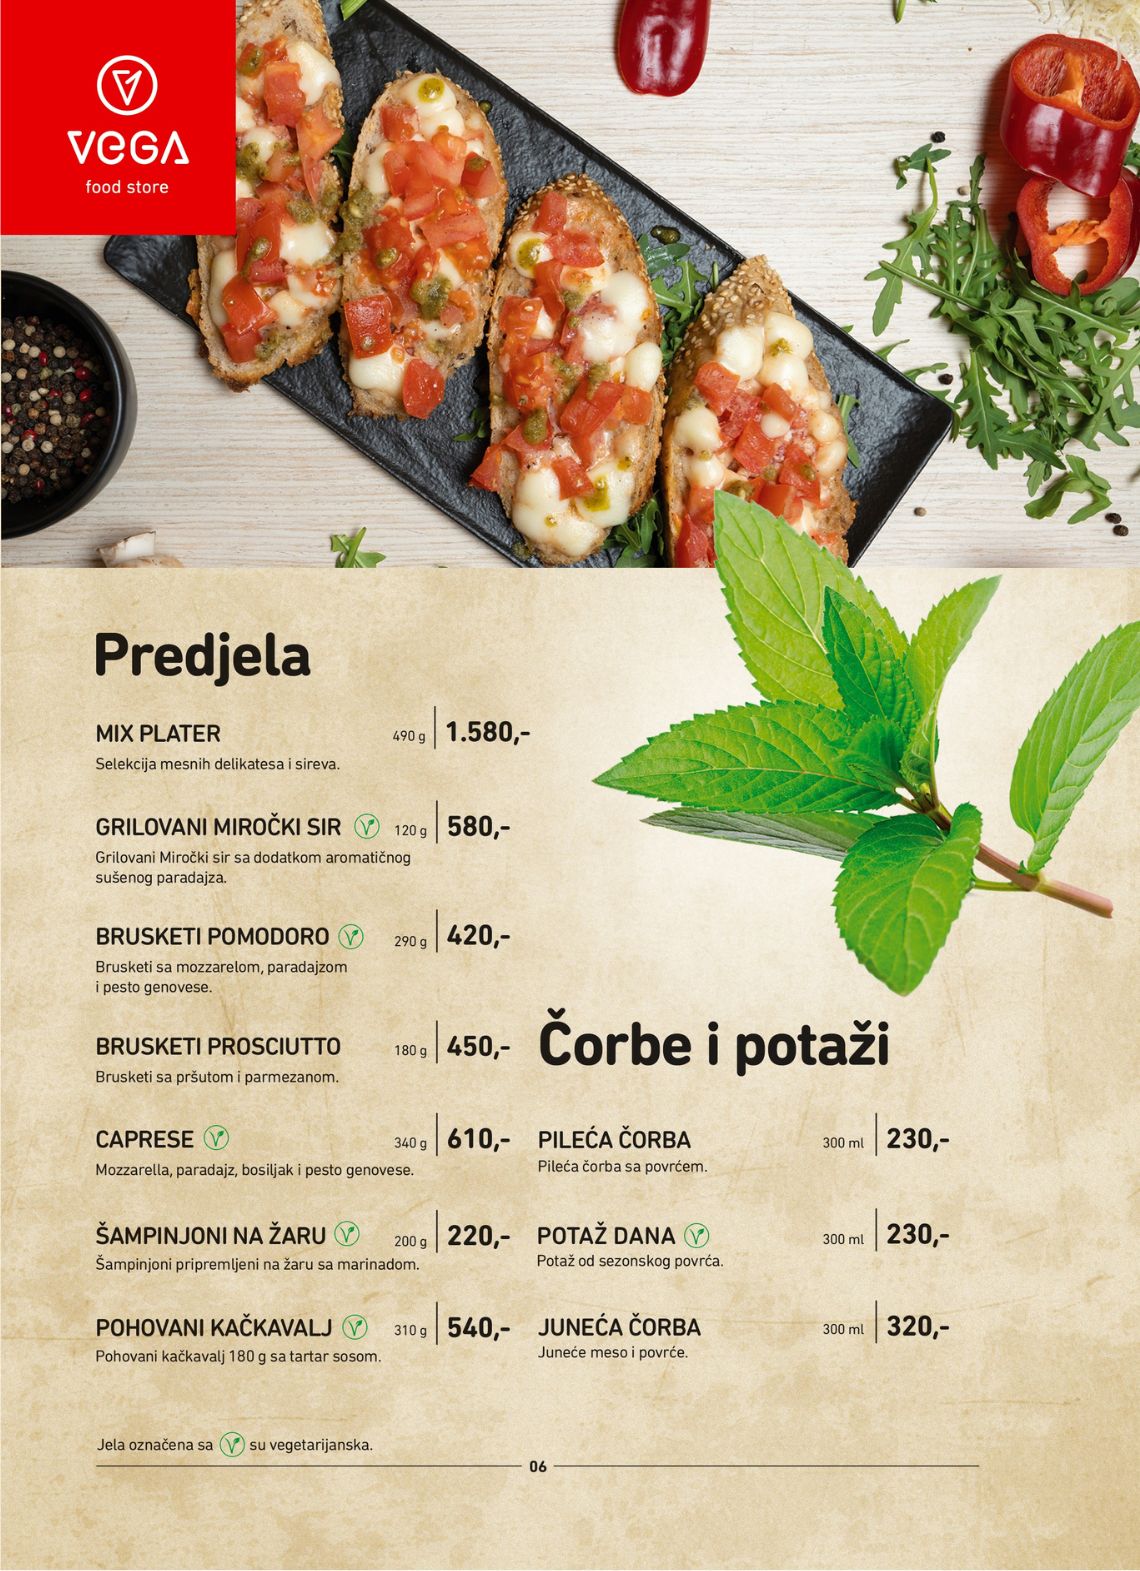 VEGA
food store
Predjela
MIX PLATER 490 g 1.580,-
Selekcija mesnih delikatesa i sireva.
GRILOVANI MIROČKI SIR 120 g 580,-
Grilovani Miročki sir sa dodatkom aromatičnog
sušenog paradajza.
BRUSKETI POMODORO 290 g 420,-
Brusketi sa mozzarelom, paradajzom
i pesto genovese.
BRUSKETI PROSCIUTTO 180 g 450,-
Brusketi sa pršutom i parmezanom.
CAPRESE 340 g 610,-
Mozzarella, paradajz, bosiljak i pesto genovese.
ŠAMPINJONI NA ŽARU 200 g 220,-
Šampinjoni pripremljeni na žaru sa marinadom.
POHOVANI KAČKAVALJ 310 g 540,-
Pohovani kačkavalj 180 g sa tartar sosom.
Čorbe i potaži
PILEĆA ČORBA 300 ml 230,-
Pileća čorba sa povrćem.
POTAŽ DANA 300 ml 230,-
Potaž od sezonskog povrća.
JUNEĆA ČORBA 300 ml 320,-
Juneće meso i povrće.
Jela označena sa su vegetarijanska.
06